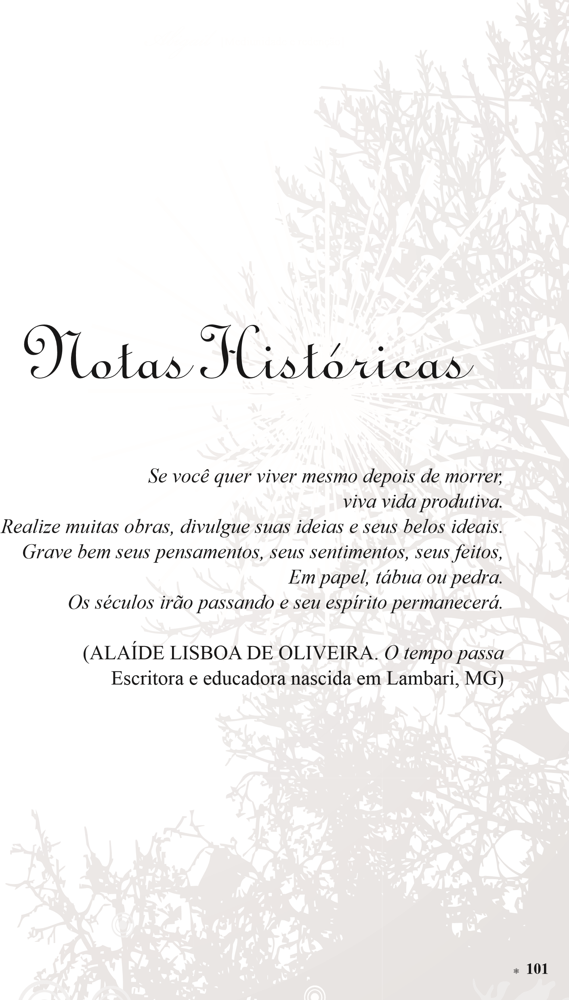 Notas Históricas
Se você quer viver mesmo depois de morrer,
viva vida produtiva.
Realize muitas obras, divulgue suas ideias e seus belos ideais.
Grave bem seus pensamentos, seus sentimentos, seus feitos,
Em papel, tábua ou pedra.
Os séculos irão passando e seu espírito permanecerá.
(ALAÍDE LISBOA DE OLIVEIRA. O tempo passa
Escritora e educadora nascida em Lambari, MG)
❄ 101